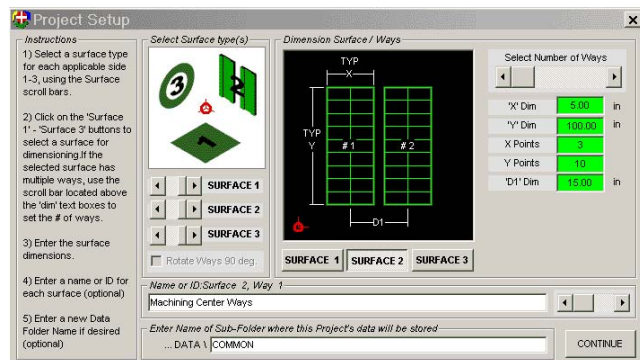 Project Setup
Instructions
1) Select a surface type
for each applicable side
1-3, using the Surface
scroll bars.
2) Click on the 'Surface
1' - 'Surface 3' buttons to
select a surface for
dimensioning.If the
selected surface has
multiple ways, use the
scroll bar located above
the 'dim' text boxes to
set the # of ways.
3) Enter the surface
dimensions.
4) Enter a name or ID for
each surface (optional)
5) Enter a new Data
Folder Name if desired
(optional)
Select Surface type(s)
3
2
1
SURFACE 1
SURFACE 2
SURFACE 3
Rotate Ways 90 deg.
Dimension Surface / Ways
TYP
X
TYP
Y
# 1
# 2
D1
SURFACE 1
SURFACE 2
SURFACE 3
Select Number of Ways
'X' Dim 5.00 in
'Y' Dim 100.00 in
X Points 3
Y Points 10
'D1' Dim 15.00 in
Name or ID:Surface 2, Way 1
Machining Center Ways
Enter Name of Sub-Folder where this Project's data will be stored
... DATA \ COMMON
CONTINUE